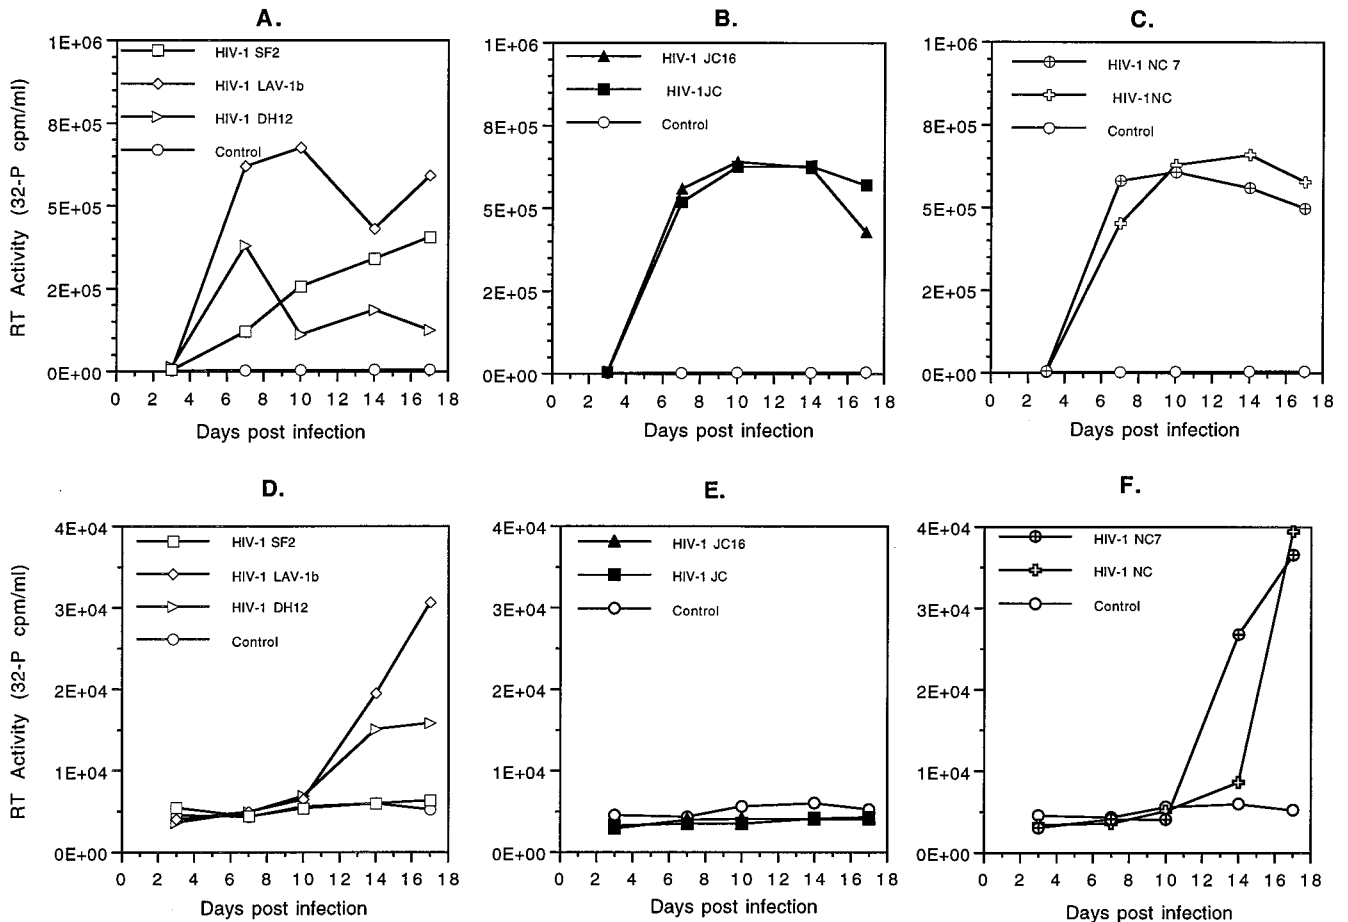 A.
1E+06
8E+05
5E+05
2E+05
0E+00
HIV-1 SF2
HIV-1 LAV-1b
HIV-1 DH12
Control
0 2 4 6 8 10 12 14 16 18
Days post infection
RT Activity (32-P cpm/ml)
B.
1E+06
8E+05
5E+05
2E+05
0E+00
HIV-1 JC16
HIV-1JC
Control
0 2 4 6 8 10 12 14 16 18
Days post infection
C.
1E+06
8E+05
5E+05
2E+05
0E+00
HIV-1 NC 7
HIV-1NC
Control
0 2 4 6 8 10 12 14 16 18
Days post infection
D.
4E+04
3E+04
2E+04
1E+04
0E+00
HIV-1 SF2
HIV-1 LAV-1b
HIV-1 DH12
Control
0 2 4 6 8 10 12 14 16 18
Days post infection
RT Activity (32-P cpm/ml)
E.
4E+04
3E+04
2E+04
1E+04
0E+00
HIV-1 JC16
HIV-1 JC
Control
0 2 4 6 8 10 12 14 16 18
Days post infection
F.
4E+04
3E+04
2E+04
1E+04
0E+00
HIV-1 NC7
HIV-1 NC
Control
0 2 4 6 8 10 12 14 16 18
Days post infection